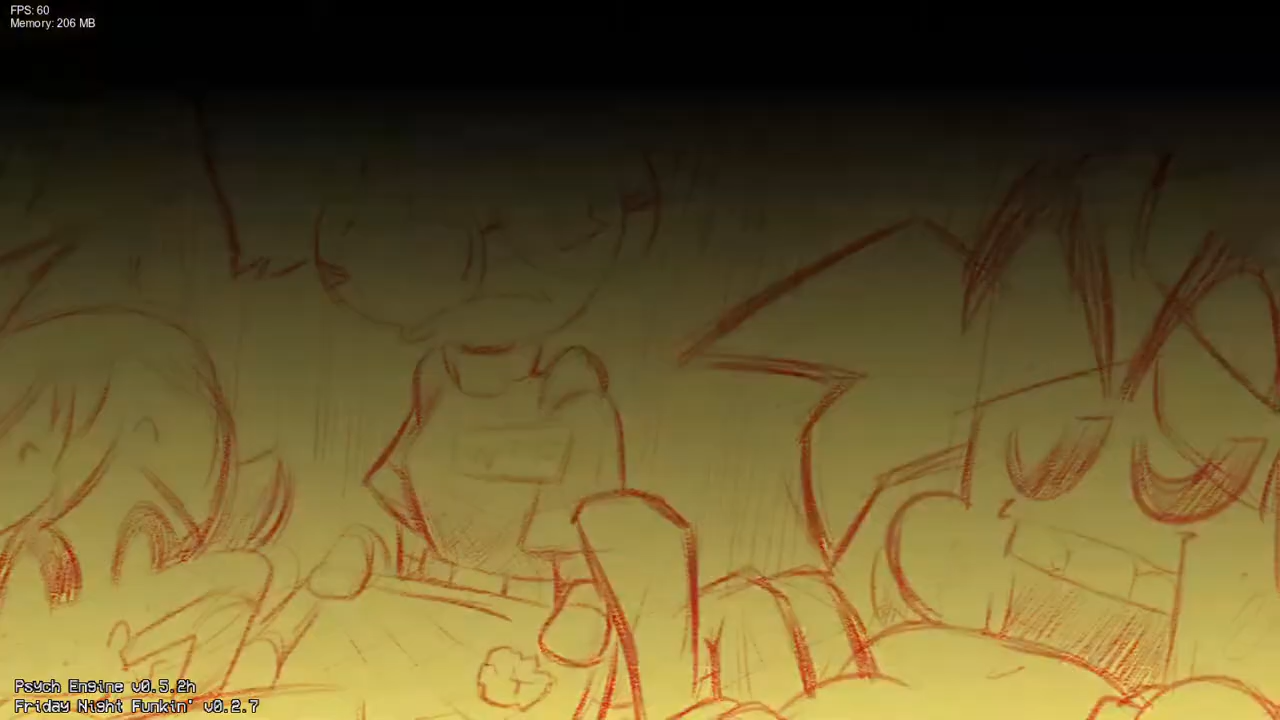 FPS: 60
Memory: 206 MB
Psych Engine v0.5.2h
Friday Night Funkin' v0.2.7